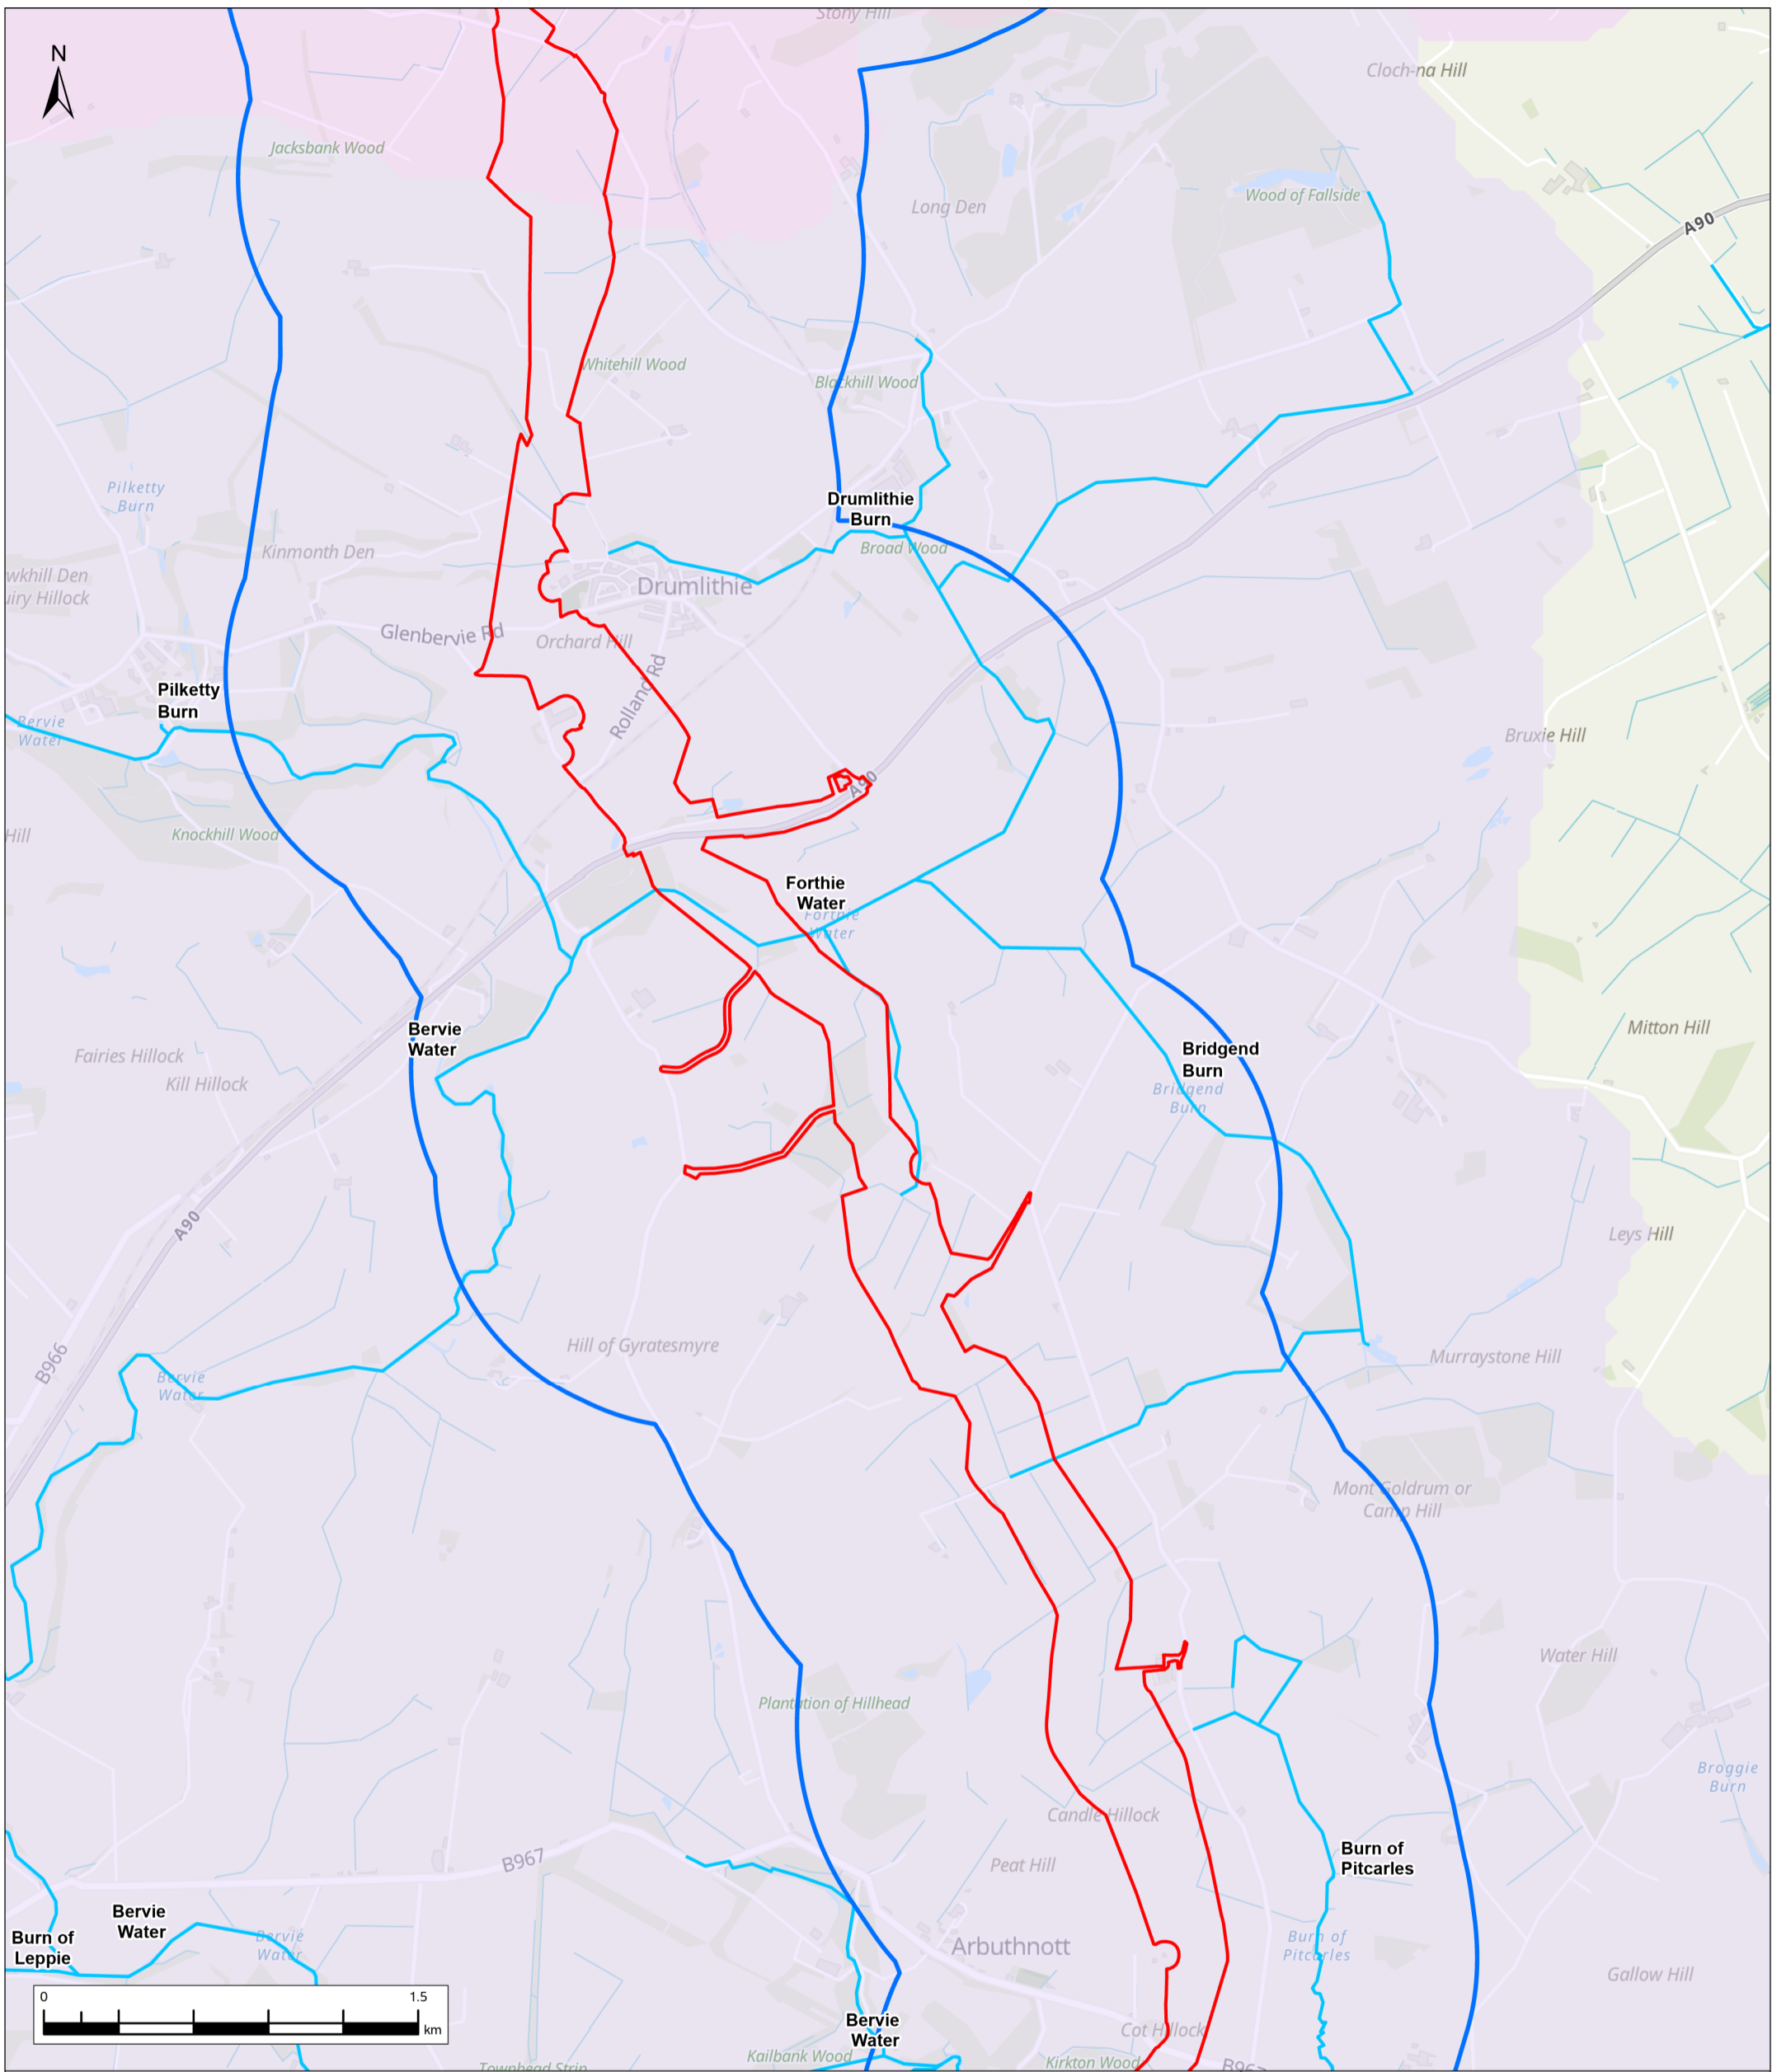 Stony Hill
N
Cloch-na Hill
Jacksbank Wood
Wood of Fallside
Long Den
A90
Whitehill Wood
Blackhill Wood
Pilketty
Burn
Drumlithie
Burn
Kinmonth Den
Broad Wood
wkhill Den
uiry Hillock
Drumlithie
Glenbervie Rd
Orchard Hill
Rolland Rd
Pilketty
Burn
Bervie
Water
Bruxie Hill
A90
Hill
Knockhill Wood
Forthie
Water
Forthie
Water
Bervie
Water
Mitton Hill
Fairies Hillock
Kill Hillock
Bridgend
Burn
Bridgend
Burn
A90
Leys Hill
B966
Hill of Gyratesmyre
Murraystone Hill
Bervie
Water
Mont Goldrum or
Camp Hill
Water Hill
Plantation of Hillhead
Broggie
Burn
Candle Hillock
Burn of
Pitcarles
B967
Peat Hill
Bervie
Water
Burn of
Leppie
Bervie
Water
Arbuthnott
Burn of
Pitcarles
Gallow Hill
0 1.5
km
Bervie
Water
Cot Hillock
Kailbank Wood
Kirkton Wood
Townhead Strip
B967